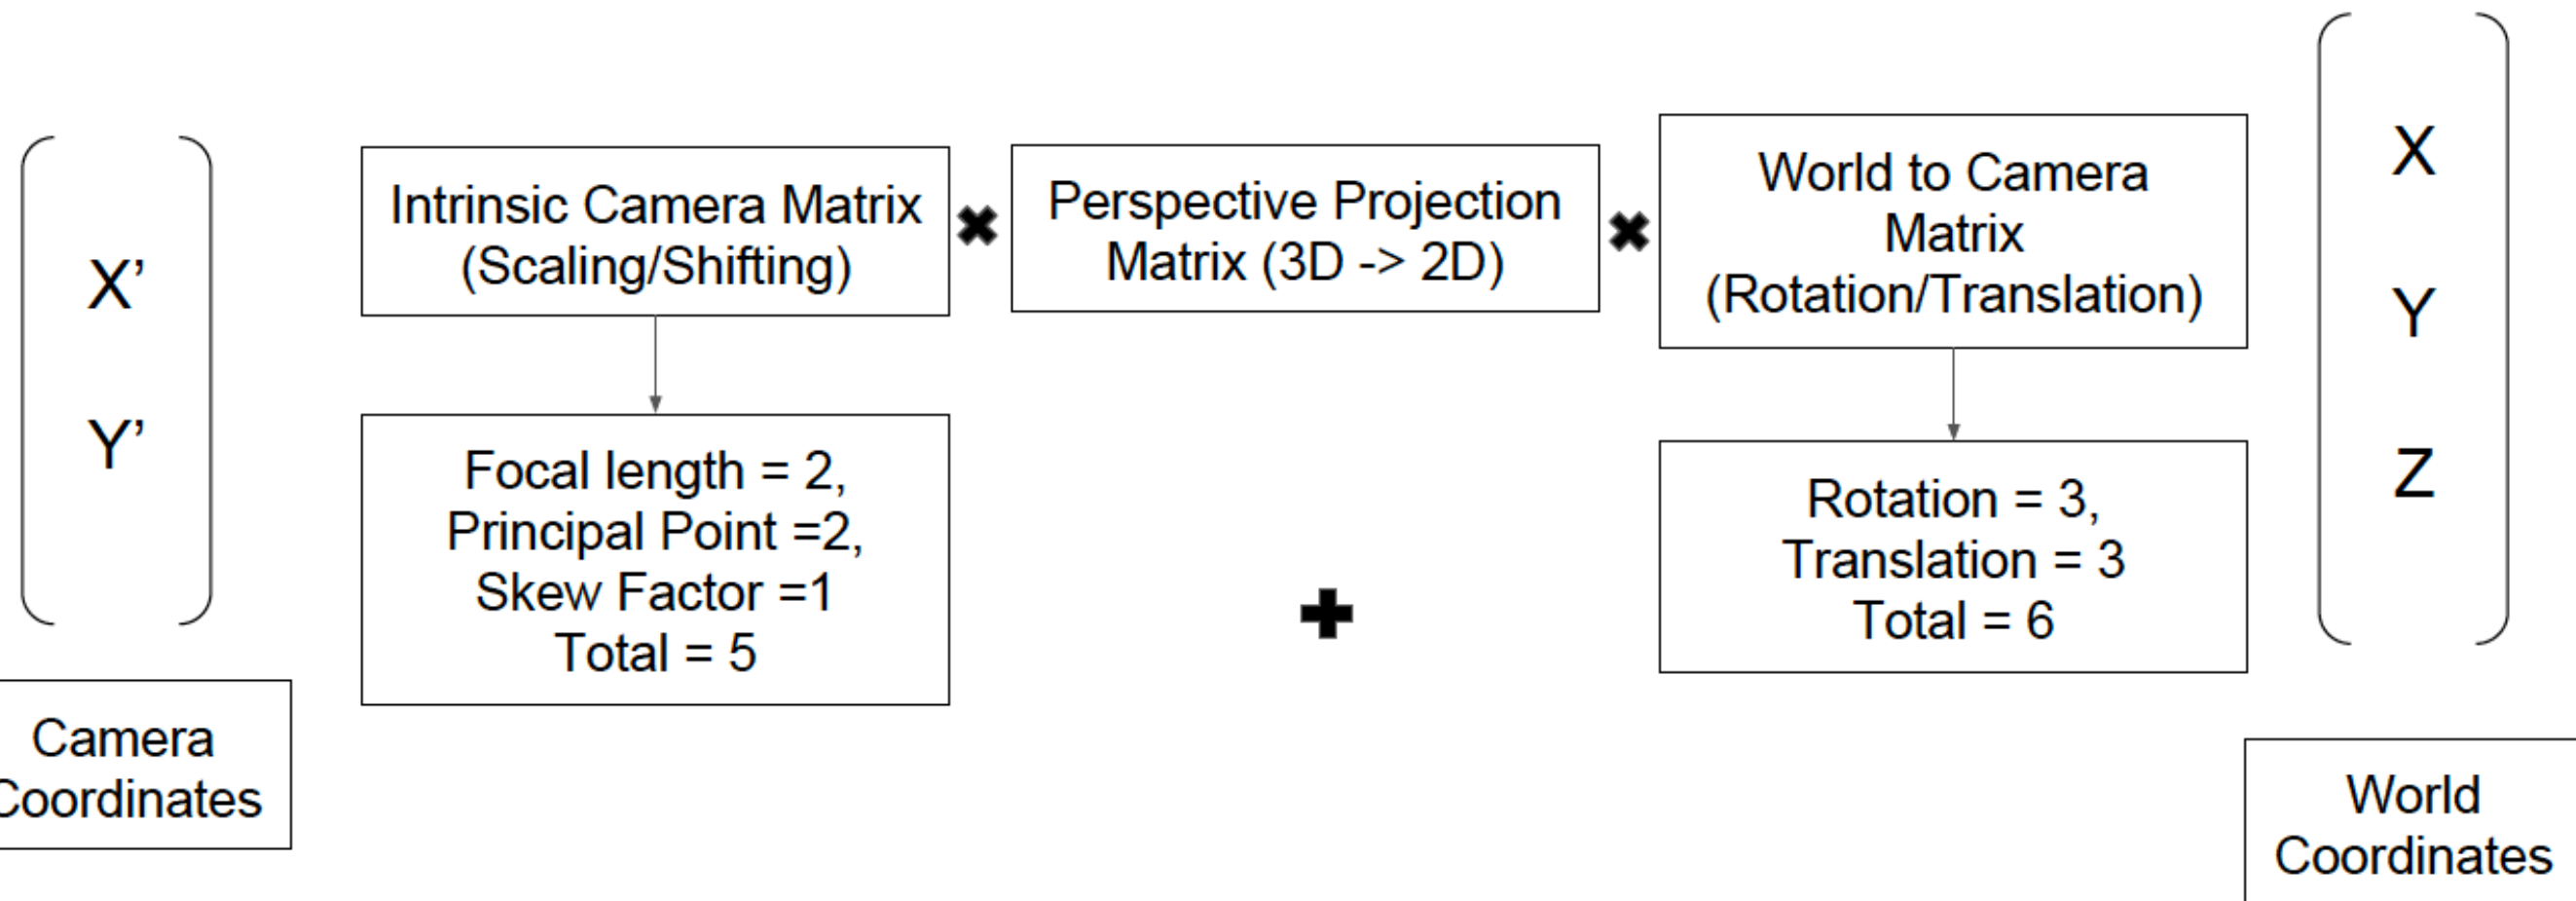 X’
Y’
Camera
Coordinates
Intrinsic Camera Matrix
(Scaling/Shifting)
Focal length = 2,
Principal Point =2,
Skew Factor =1
Total = 5
Perspective Projection
Matrix (3D -> 2D)
World to Camera
Matrix
(Rotation/Translation)
Rotation = 3,
Translation = 3
Total = 6
X
Y
Z
World
Coordinates